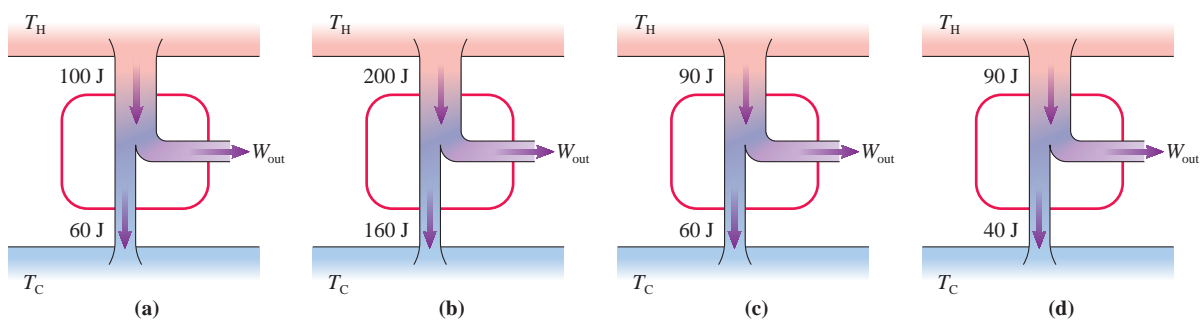 T_H
100 J
W_out
60 J
T_C
(a)
T_H
200 J
W_out
160 J
T_C
(b)
T_H
90 J
W_out
60 J
T_C
(c)
T_H
90 J
W_out
40 J
T_C
(d)